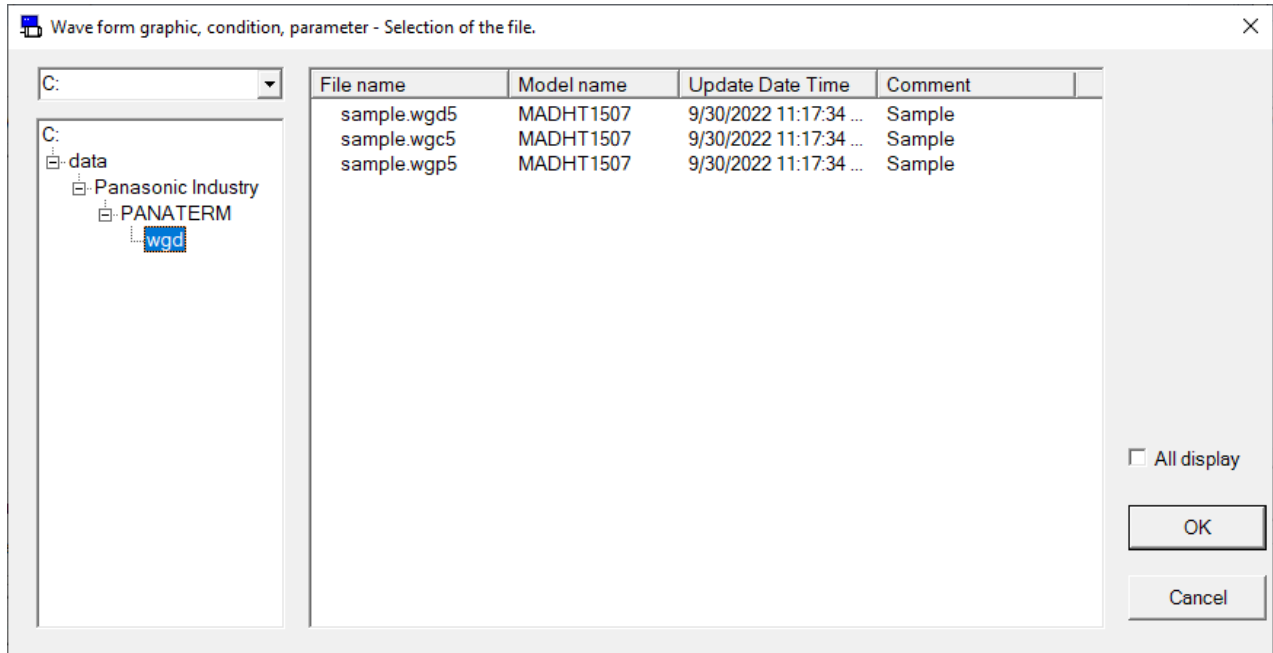 Wave form graphic, condition, parameter - Selection of the file.
C:
File name Model name Update Date Time Comment
sample.wgd5 MADHT1507 9/30/2022 11:17:34 ... Sample
sample.wgc5 MADHT1507 9/30/2022 11:17:34 ... Sample
sample.wgp5 MADHT1507 9/30/2022 11:17:34 ... Sample
C:
data
Panasonic Industry
PANATERM
wgd
All display
OK
Cancel